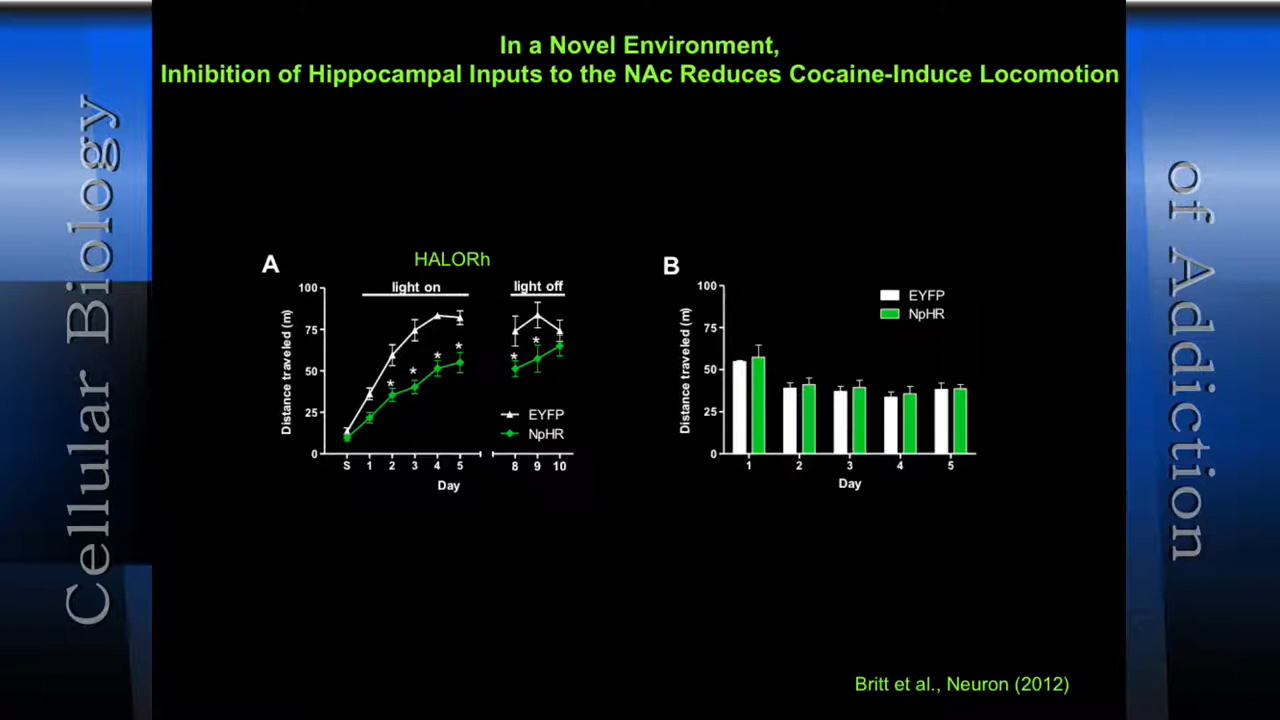 In a Novel Environment,
Inhibition of Hippocampal Inputs to the NAc Reduces Cocaine-Induce Locomotion
Cellular Biology
of Addiction
A
HALORh
light on
light off
Distance traveled (m)
100
75
50
25
0
* * * * * *
EYFP
NpHR
S 1 2 3 4 5 8 9 10
Day
B
Distance traveled (m)
100
75
50
25
0
EYFP
NpHR
1 2 3 4 5
Day
Britt et al., Neuron (2012)